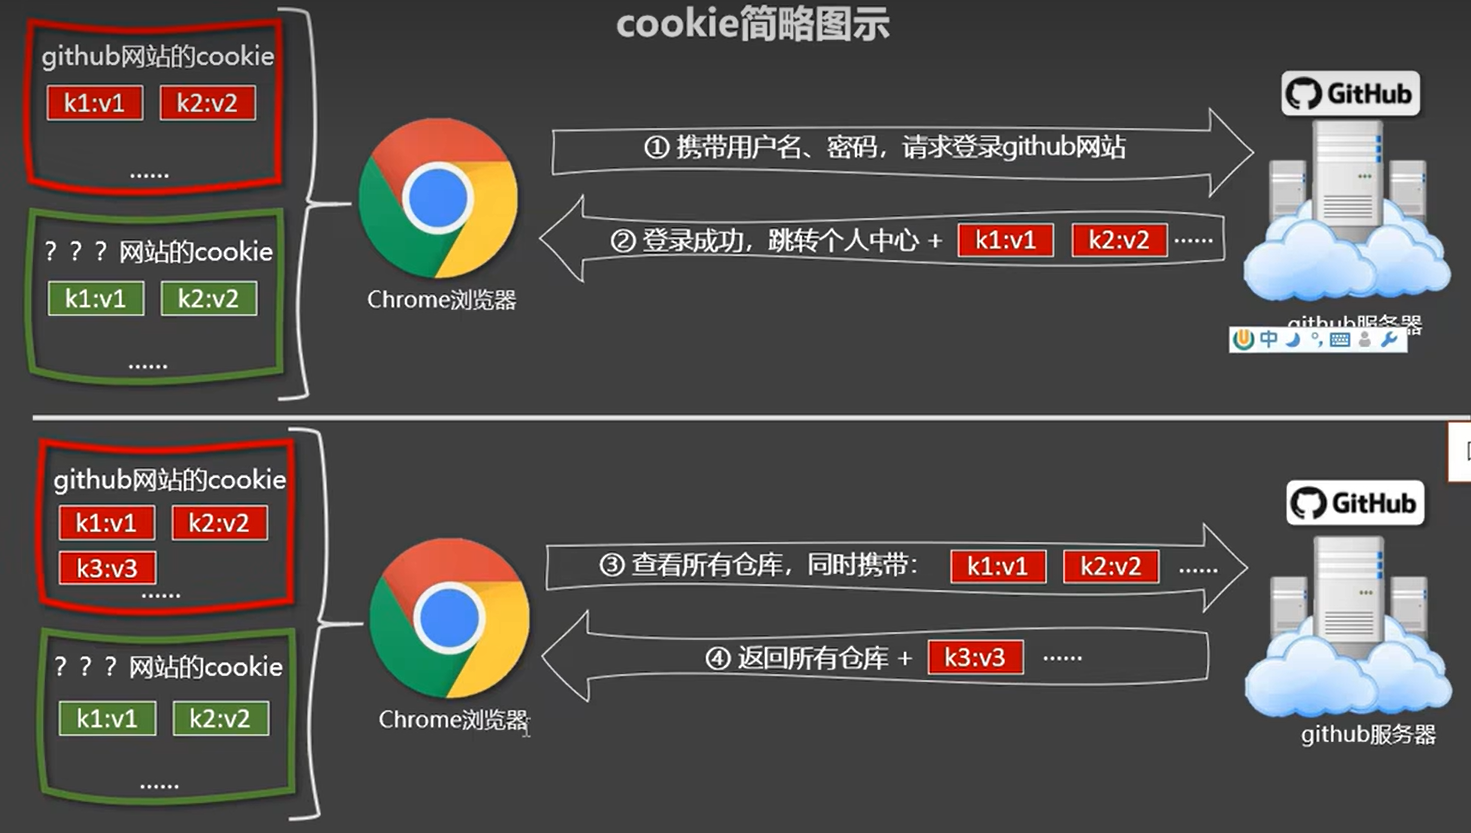 cookie简略图示
github网站的cookie
k1:v1 k2:v2
......
？？？网站的cookie
k1:v1 k2:v2
......
Chrome浏览器
① 携带用户名、密码，请求登录github网站
② 登录成功，跳转个人中心 + k1:v1 k2:v2 ......
GitHub
github服务器
中
github网站的cookie
k1:v1 k2:v2
k3:v3
......
？？？网站的cookie
k1:v1 k2:v2
......
Chrome浏览器
③ 查看所有仓库，同时携带： k1:v1 k2:v2 ......
④ 返回所有仓库 + k3:v3 ......
GitHub
github服务器